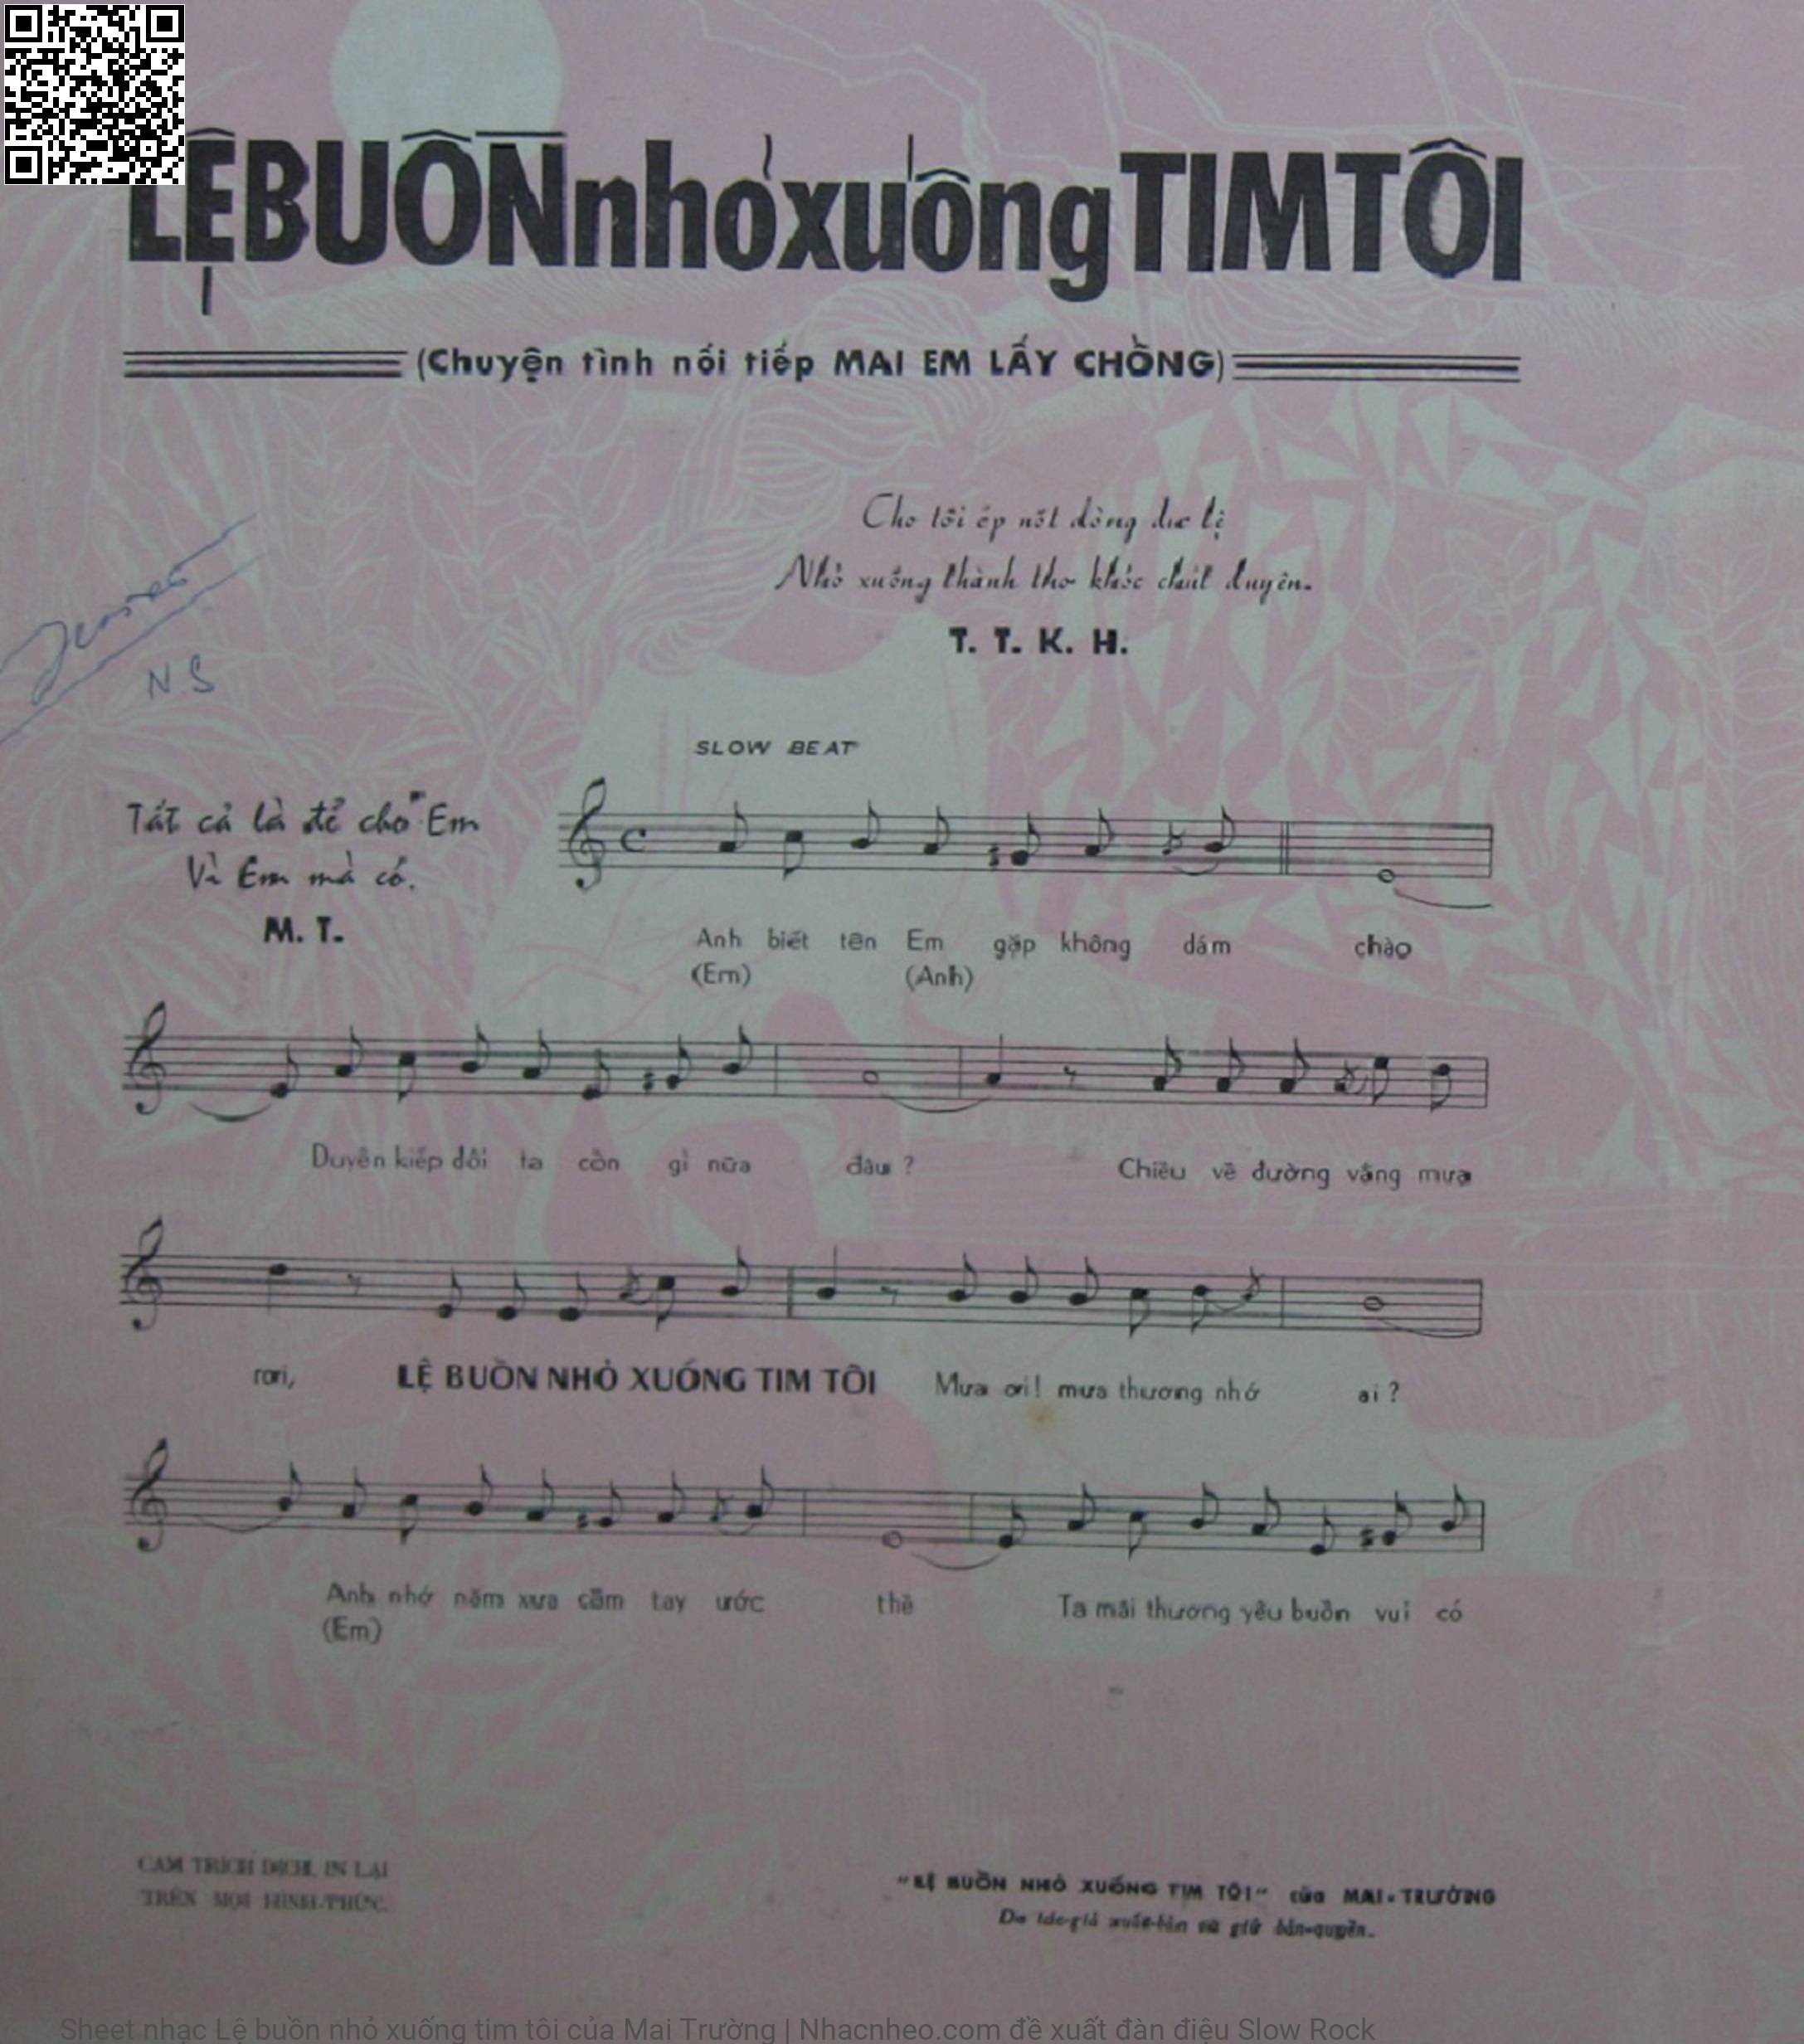 LỆ BUỒN nhỏ xuống TIM TÔI
(Chuyện tình nối tiếp MAI EM LẤY CHỒNG)
Cho tôi ép nốt dòng dư lệ
Nhỏ xuống thành thơ khóc chút duyên.
T. T. K. H.
NS
SLOW BEAT
Tất cả là để cho Em
Vì Em mà có.
M. T.
Anh biết tên Em gặp không dám chào
(Em) (Anh)
Duyên kiếp đôi ta còn gì nữa đâu ? Chiều về đường vắng mưa
rơi, LỆ BUỒN NHỎ XUỐNG TIM TÔI Mưa ơi! mưa thương nhớ ai ?
Anh nhớ năm xưa cầm tay ước thề Ta mãi thương yêu buồn vui có
(Em)
CẤM TRÍCH DỊCH, IN LẠI
TRÊN MỌI HÌNH-THỨC.
"LỆ BUỒN NHỎ XUỐNG TIM TÔI" của MAI-TRƯỜNG
Do tác-giả xuất-bản và giữ bản-quyền.
Sheet nhạc Lệ buồn nhỏ xuống tim tôi của Mai Trường | Nhacnheo.com đề xuất đàn điệu Slow Rock